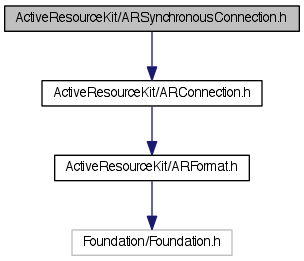 ActiveResourceKit/ARSynchronousConnection.h
ActiveResourceKit/ARConnection.h
ActiveResourceKit/ARFormat.h
Foundation/Foundation.h